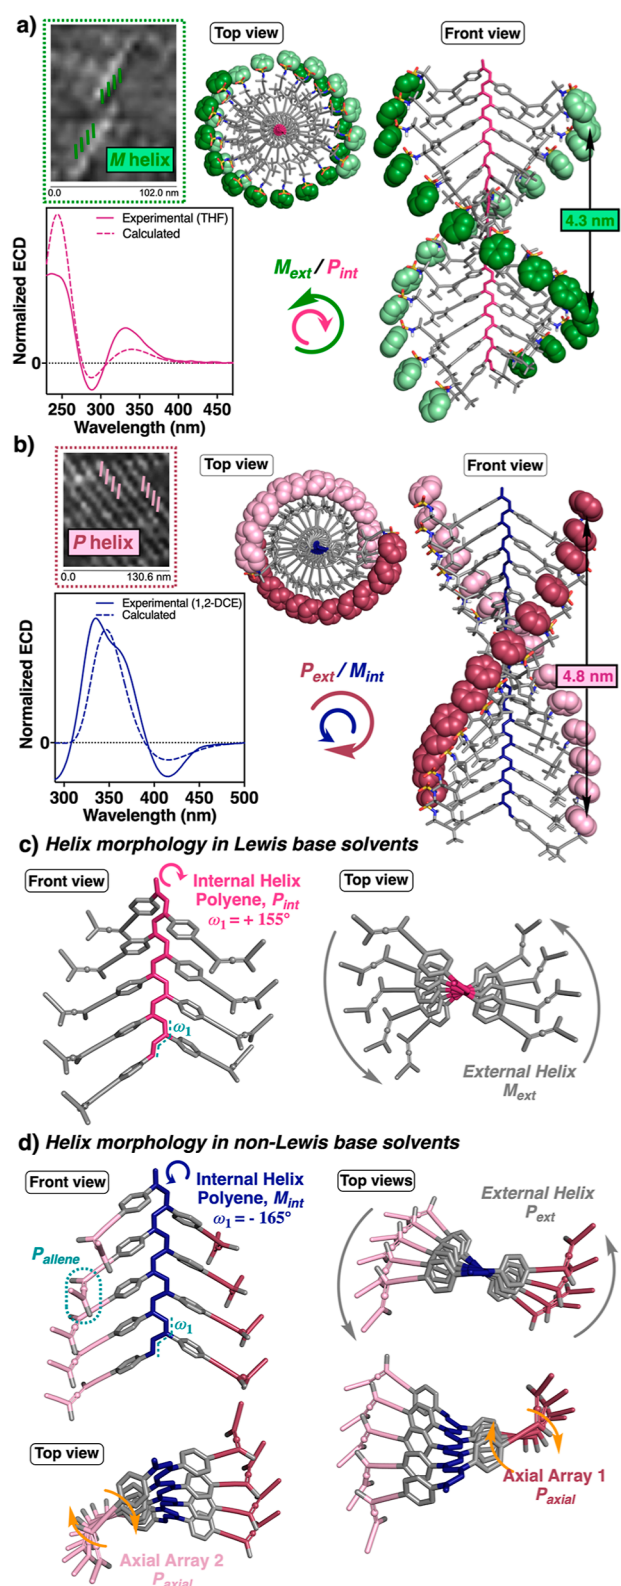 a)
Top view
Front view
M helix
0.0 102.0 nm
4.3 nm
Experimental (THF)
Calculated
Normalized ECD
0
250 300 350 400 450
Wavelength (nm)
Mext / Pint
b)
Top view
Front view
P helix
0.0 130.6 nm
4.8 nm
Experimental (1,2-DCE)
Calculated
Normalized ECD
0
300 350 400 450 500
Wavelength (nm)
Pext / Mint
c) Helix morphology in Lewis base solvents
Front view
Internal Helix
Polyene, Pint
ω1 = + 155°
ω1
Top view
External Helix
Mext
d) Helix morphology in non-Lewis base solvents
Front view
Internal Helix
Polyene, Mint
ω1 = - 165°
Pallene
ω1
Top views
External Helix
Pext
Axial Array 1
Paxial
Top view
Axial Array 2
Paxial